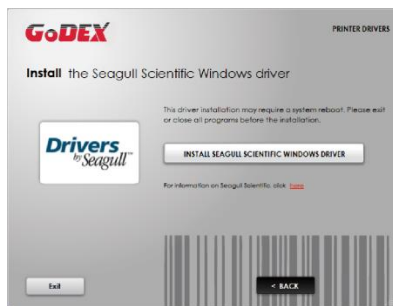 GoDEX
PRINTER DRIVERS
Install the Seagull Scientific Windows driver
This driver installation may require a system reboot. Please exit
or close all programs before the installation.
Drivers
by Seagull™
INSTALL SEAGULL SCIENTIFIC WINDOWS DRIVER
For information on Seagull Scientific, click here
Exit
< BACK